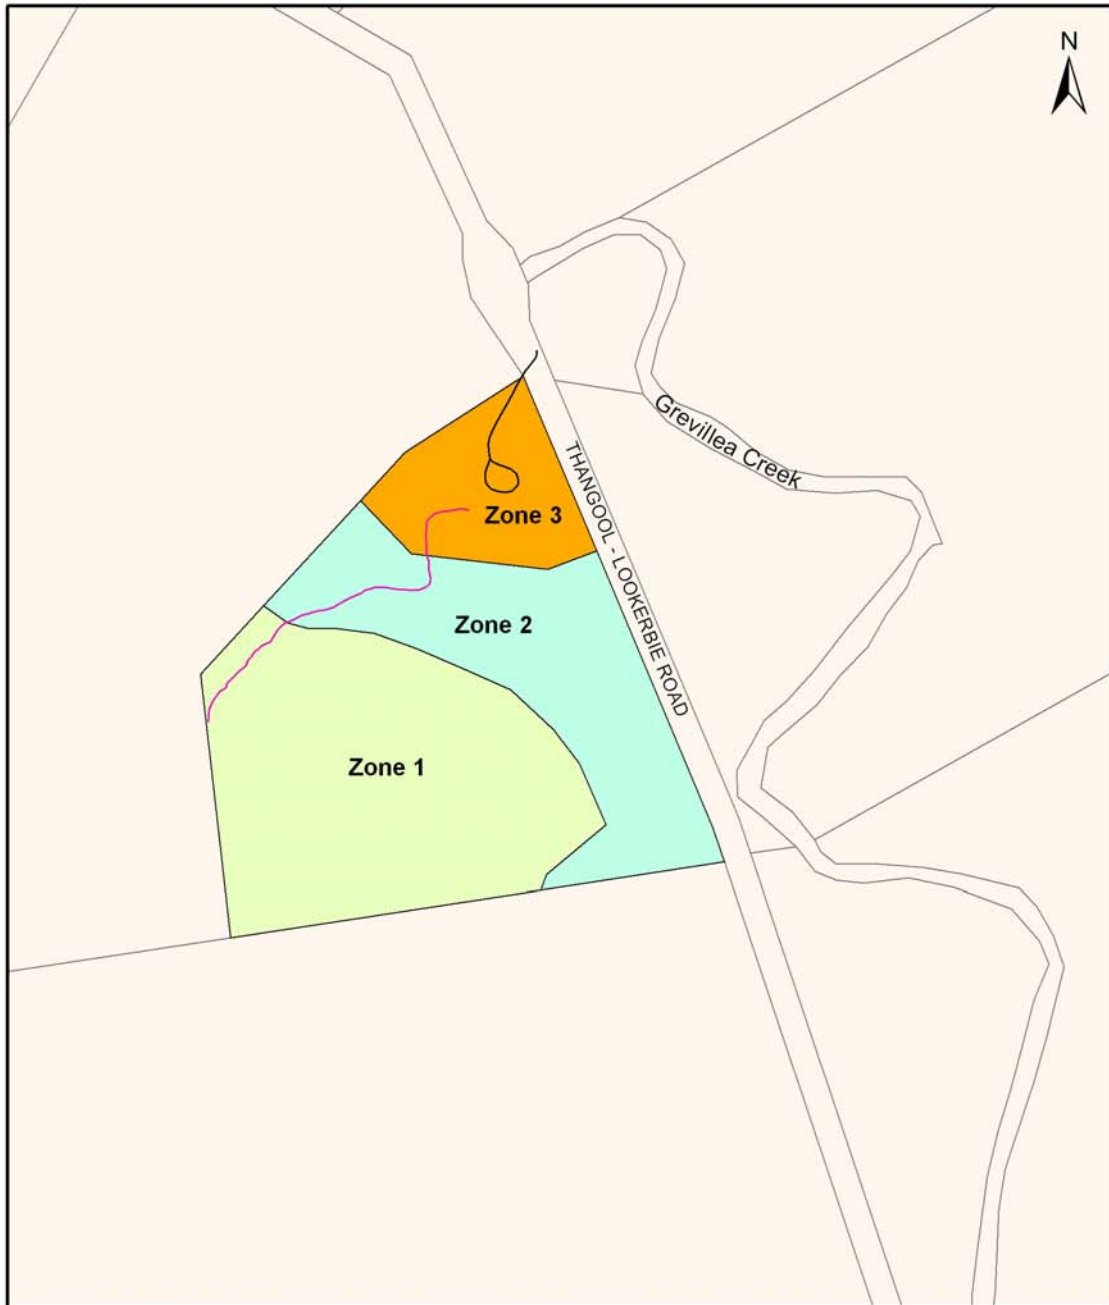 N
Grevillea Creek
THANGOOL - LOOKERBIE ROAD
Zone 3
Zone 2
Zone 1